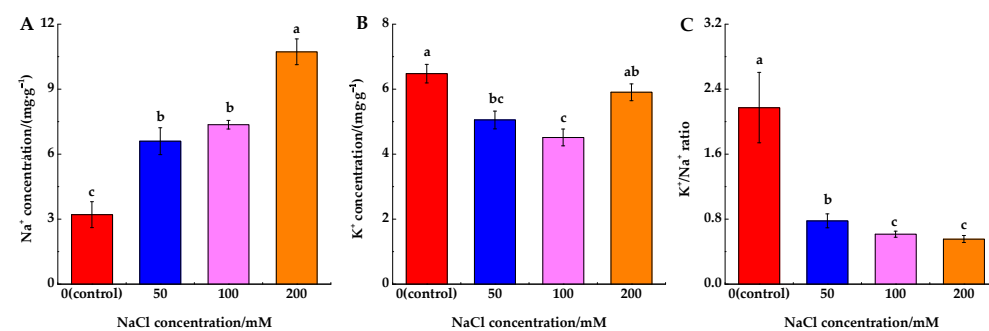 A
Na⁺ concentration/(mg·g⁻¹)
12
9
6
3
0
c
b
b
a
0(control) 50 100 200
NaCl concentration/mM
B
K⁺ concentration/(mg·g⁻¹)
8
6
4
2
0
a
bc
c
ab
0(control) 50 100 200
NaCl concentration/mM
C
K⁺/Na⁺ ratio
3.2
2.4
1.6
0.8
0.0
a
b
c
c
0(control) 50 100 200
NaCl concentration/mM